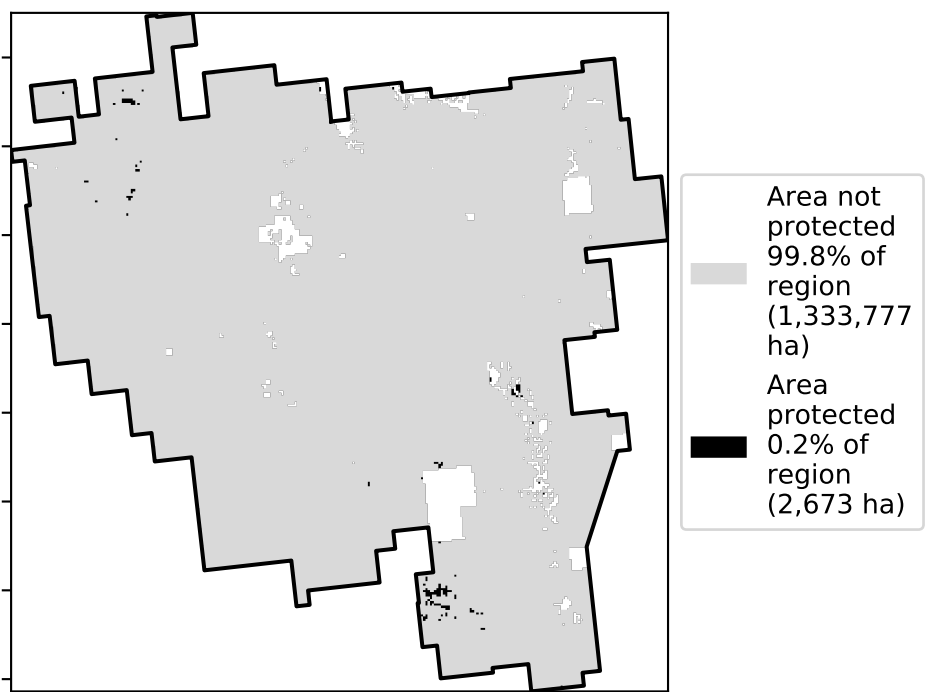 Area not
protected
99.8% of
region
(1,333,777
ha)
Area
protected
0.2% of
region
(2,673 ha)